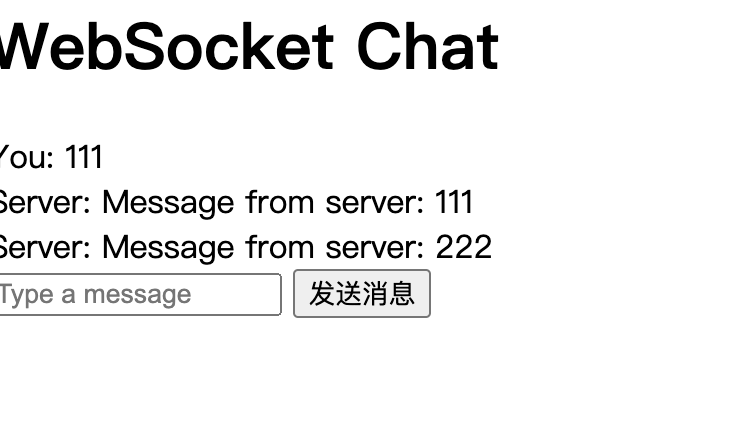 WebSocket Chat
You: 111
Server: Message from server: 111
Server: Message from server: 222
Type a message 发送消息